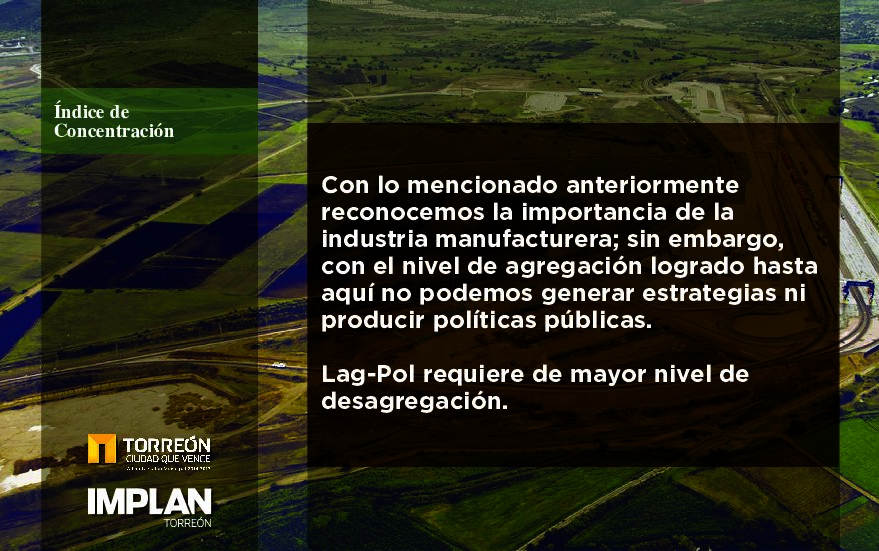 Índice de
Concentración
Con lo mencionado anteriormente
reconocemos la importancia de la
industria manufacturera; sin embargo,
con el nivel de agregación logrado hasta
aquí no podemos generar estrategias ni
producir políticas públicas.
Lag-Pol requiere de mayor nivel de
desagregación.
TORREÓN
CIUDAD QUE VENCE
IMPLAN
TORREÓN